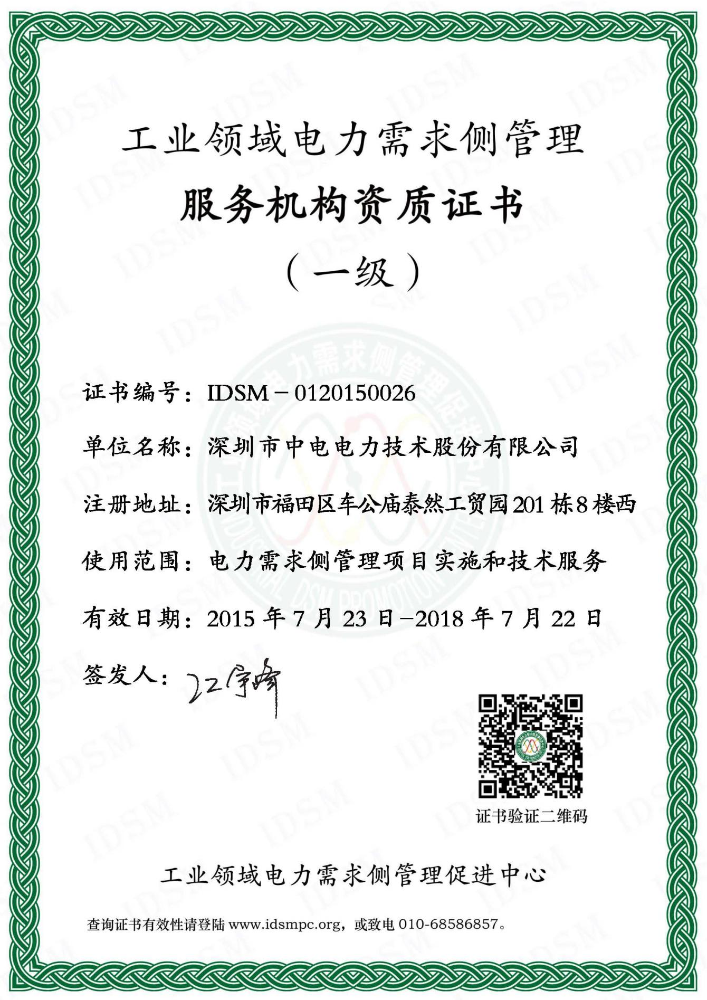 工业领域电力需求侧管理
服务机构资质证书
（一级）
证书编号：IDSM－0120150026
单位名称：深圳市中电电力技术股份有限公司
注册地址：深圳市福田区车公庙泰然工贸园201栋8楼西
使用范围：电力需求侧管理项目实施和技术服务
有效日期：2015年7月23日-2018年7月22日
签发人：江宇峰
证书验证二维码
工业领域电力需求侧管理促进中心
查询证书有效性请登陆 www.idsmpc.org，或致电 010-68586857。